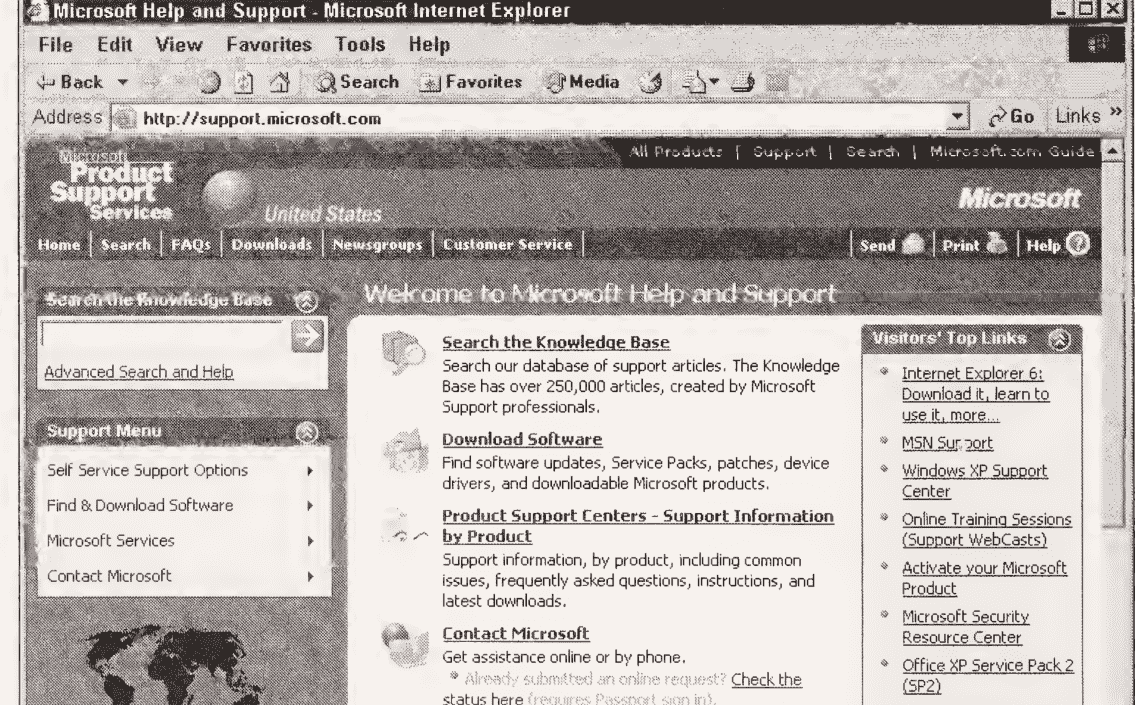 Microsoft Help and Support - Microsoft Internet Explorer
File Edit View Favorites Tools Help
Back Search Favorites Media
Address http://support.microsoft.com Go Links »
All Products | Support | Search | Microsoft.com Guide
Microsoft
Product
Support
Services
United States
Microsoft
Home | Search | FAQs | Downloads | Newsgroups | Customer Service | Send | Print | Help ?
Search the Knowledge Base
Advanced Search and Help
Support Menu
Self Service Support Options
Find & Download Software
Microsoft Services
Contact Microsoft
Welcome to Microsoft Help and Support
Search the Knowledge Base
Search our database of support articles. The Knowledge
Base has over 250,000 articles, created by Microsoft
Support professionals.
Download Software
Find software updates, Service Packs, patches, device
drivers, and downloadable Microsoft products.
Product Support Centers - Support Information
by Product
Support information, by product, including common
issues, frequently asked questions, instructions, and
latest downloads.
Contact Microsoft
Get assistance online or by phone.
Already submitted an online request? Check the
status here (requires Passport sign in).
Visitors' Top Links
Internet Explorer 6:
Download it, learn to
use it, more...
MSN Support
Windows XP Support
Center
Online Training Sessions
(Support WebCasts)
Activate your Microsoft
Product
Microsoft Security
Resource Center
Office XP Service Pack 2
(SP2)